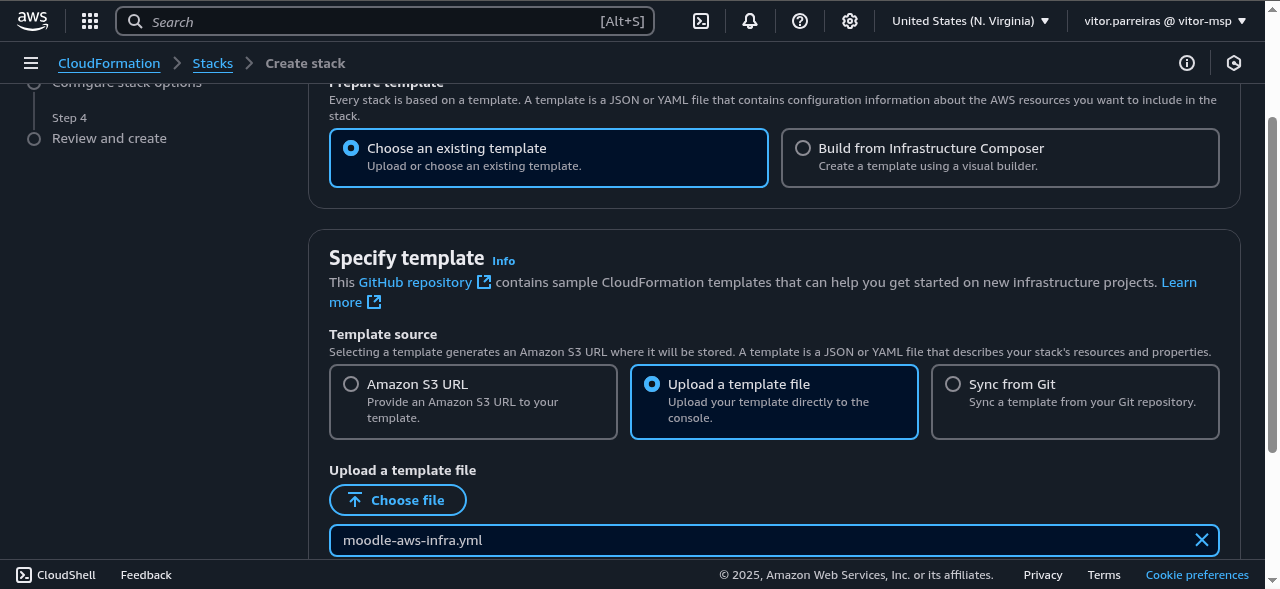 aws
Search
[Alt+S]
United States (N. Virginia)
vitor.parreiras @ vitor-msp
CloudFormation
Stacks
Create stack
Configure stack options
Step 4
Review and create
Prepare template
Every stack is based on a template. A template is a JSON or YAML file that contains configuration information about the AWS resources you want to include in the
stack.
Choose an existing template
Upload or choose an existing template.
Build from Infrastructure Composer
Create a template using a visual builder.
Specify template Info
This GitHub repository contains sample CloudFormation templates that can help you get started on new infrastructure projects. Learn
more
Template source
Selecting a template generates an Amazon S3 URL where it will be stored. A template is a JSON or YAML file that describes your stack's resources and properties.
Amazon S3 URL
Provide an Amazon S3 URL to your
template.
Upload a template file
Upload your template directly to the
console.
Sync from Git
Sync a template from your Git repository.
Upload a template file
Choose file
moodle-aws-infra.yml
CloudShell
Feedback
© 2025, Amazon Web Services, Inc. or its affiliates.
Privacy
Terms
Cookie preferences